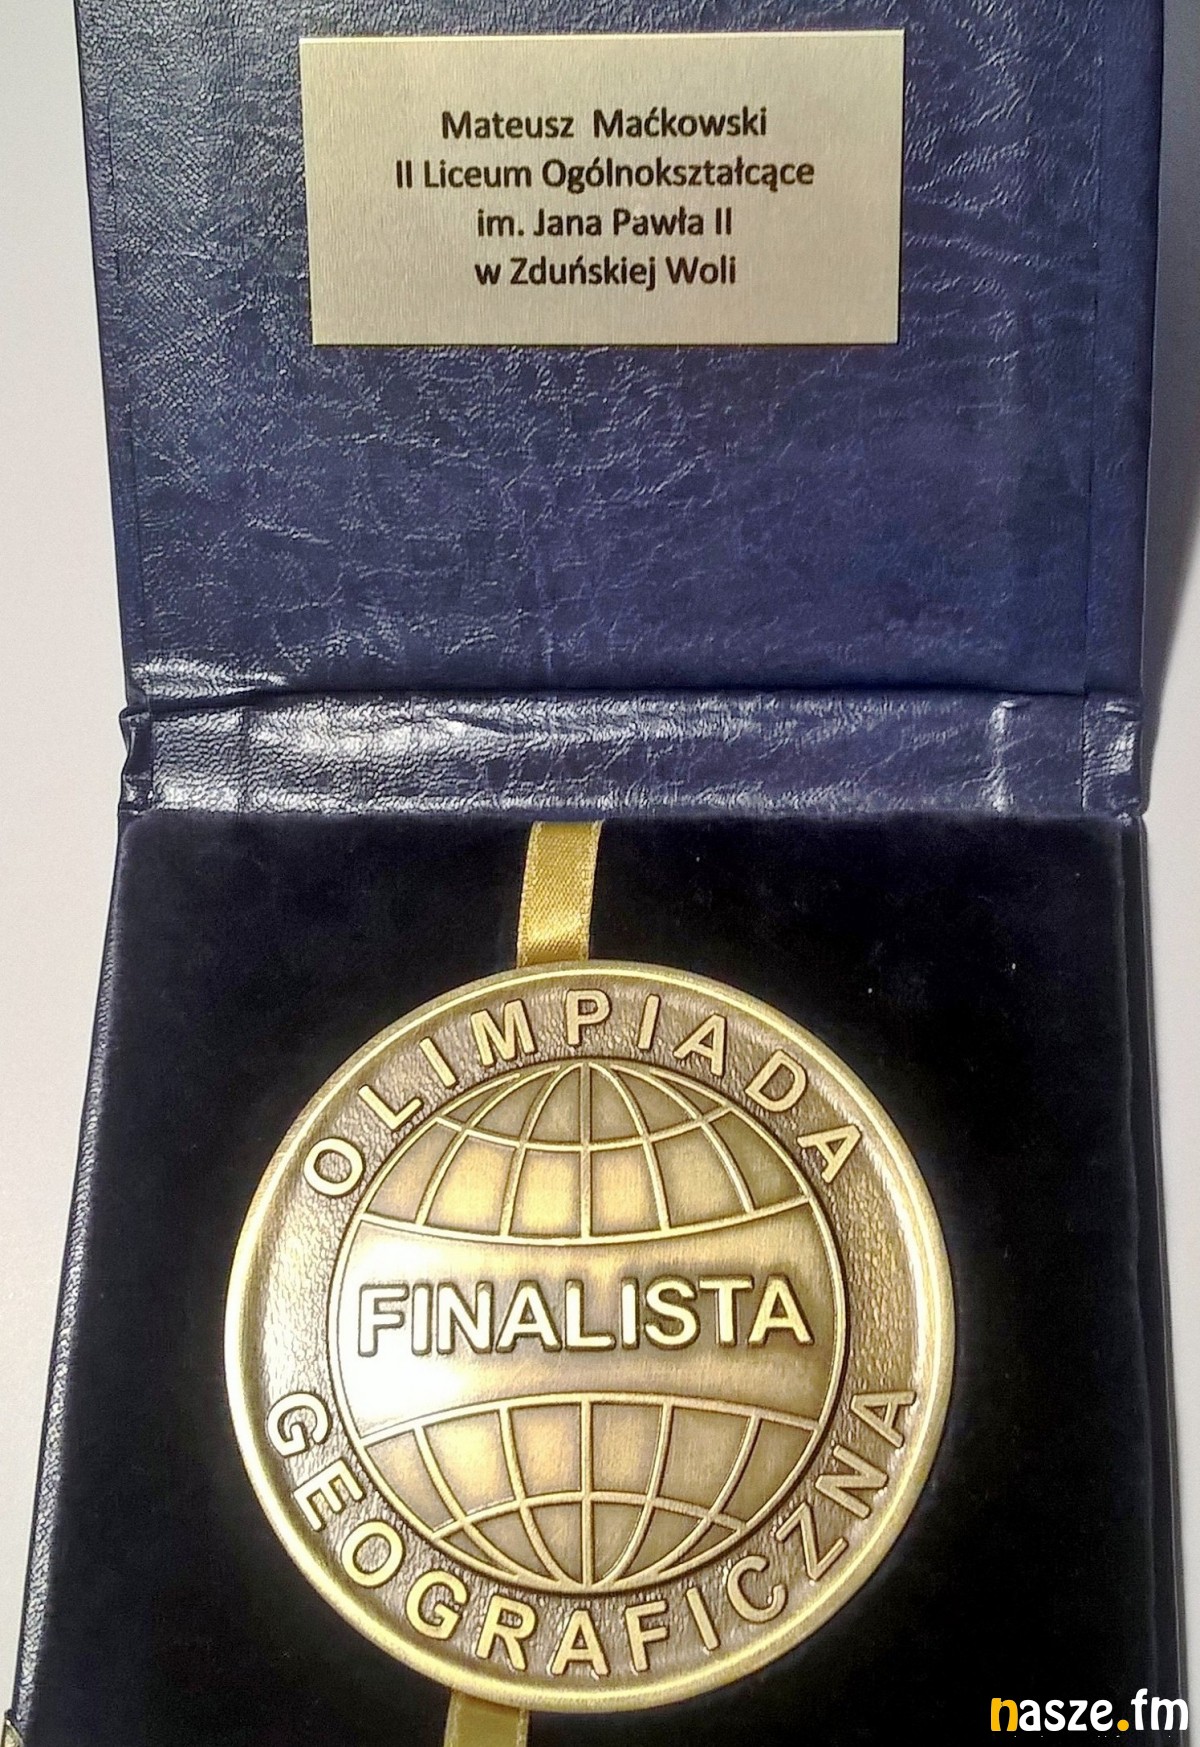 Mateusz Maćkowski
II Liceum Ogólnokształcące
im. Jana Pawła II
w Zduńskiej Woli
OLIMPIADA
FINALISTA
GEOGRAFICZNA
nasze.fm